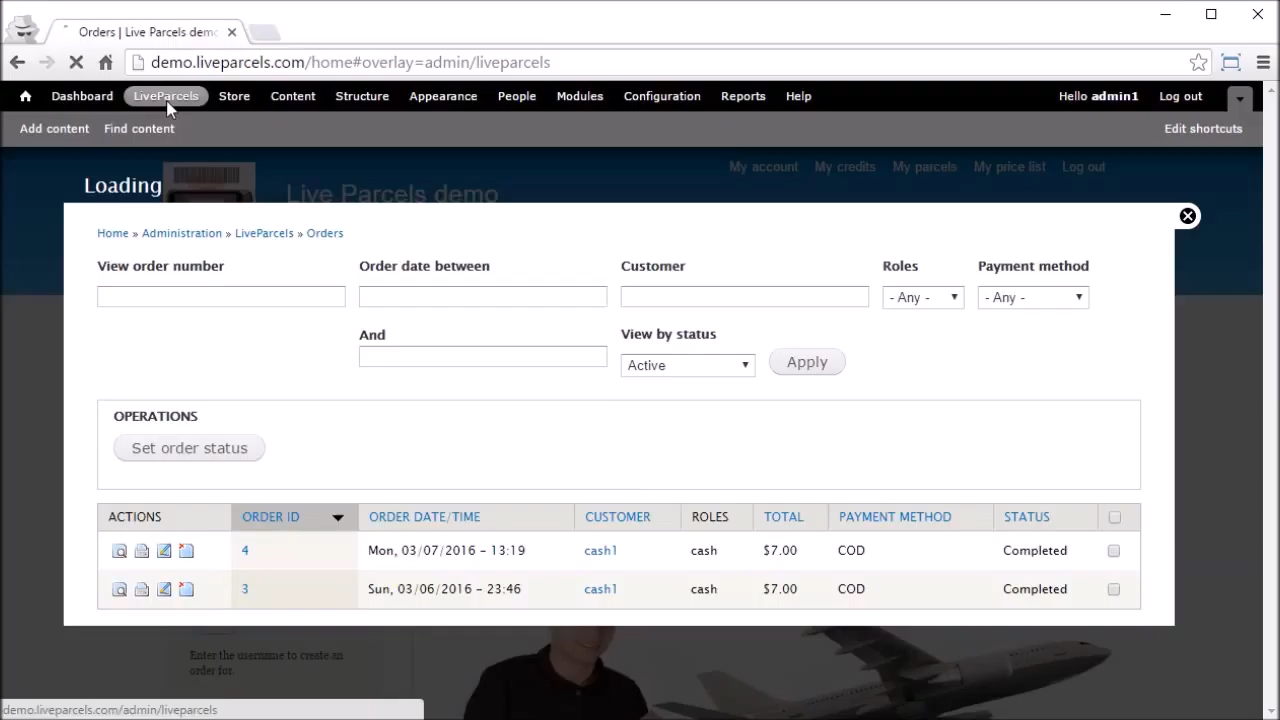 Orders | Live Parcels demo
demo.liveparcels.com/home#overlay=admin/liveparcels
Dashboard LiveParcels Store Content Structure Appearance People Modules Configuration Reports Help Hello admin1 Log out
Add content Find content Edit shortcuts
My account My credits My parcels My price list Log out
Loading
Live Parcels demo
Home » Administration » LiveParcels » Orders
View order number Order date between Customer Roles Payment method
- Any - - Any -
And View by status
Active Apply
OPERATIONS
Set order status
ACTIONS ORDER ID ORDER DATE/TIME CUSTOMER ROLES TOTAL PAYMENT METHOD STATUS
4 Mon, 03/07/2016 - 13:19 cash1 cash $7.00 COD Completed
3 Sun, 03/06/2016 - 23:46 cash1 cash $7.00 COD Completed
Enter the username to create an
order for.
demo.liveparcels.com/admin/liveparcels